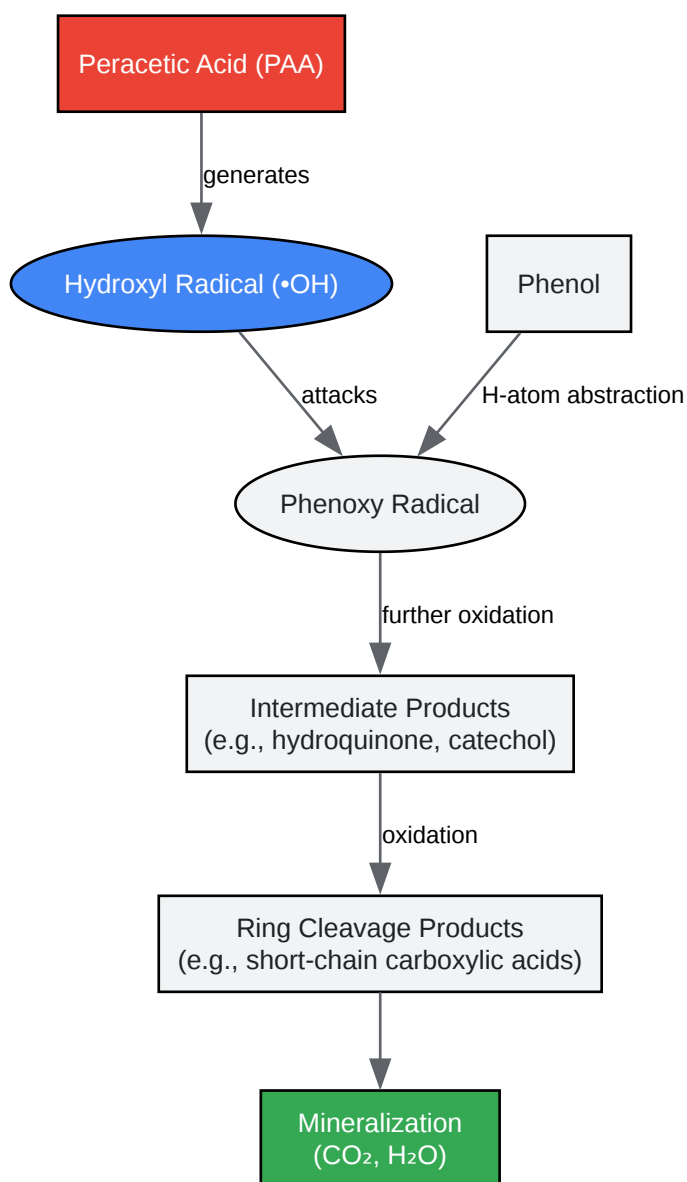 Peracetic Acid (PAA)
generates
Hydroxyl Radical (•OH)
Phenol
attacks
H-atom abstraction
Phenoxy Radical
further oxidation
Intermediate Products
(e.g., hydroquinone, catechol)
oxidation
Ring Cleavage Products
(e.g., short-chain carboxylic acids)
Mineralization
(CO₂, H₂O)